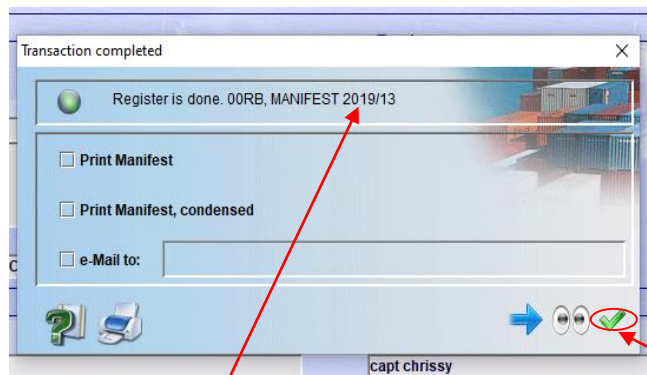 Transaction completed
Register is done. 00RB, MANIFEST 2019/13
Print Manifest
Print Manifest, condensed
e-Mail to:
capt chrissy